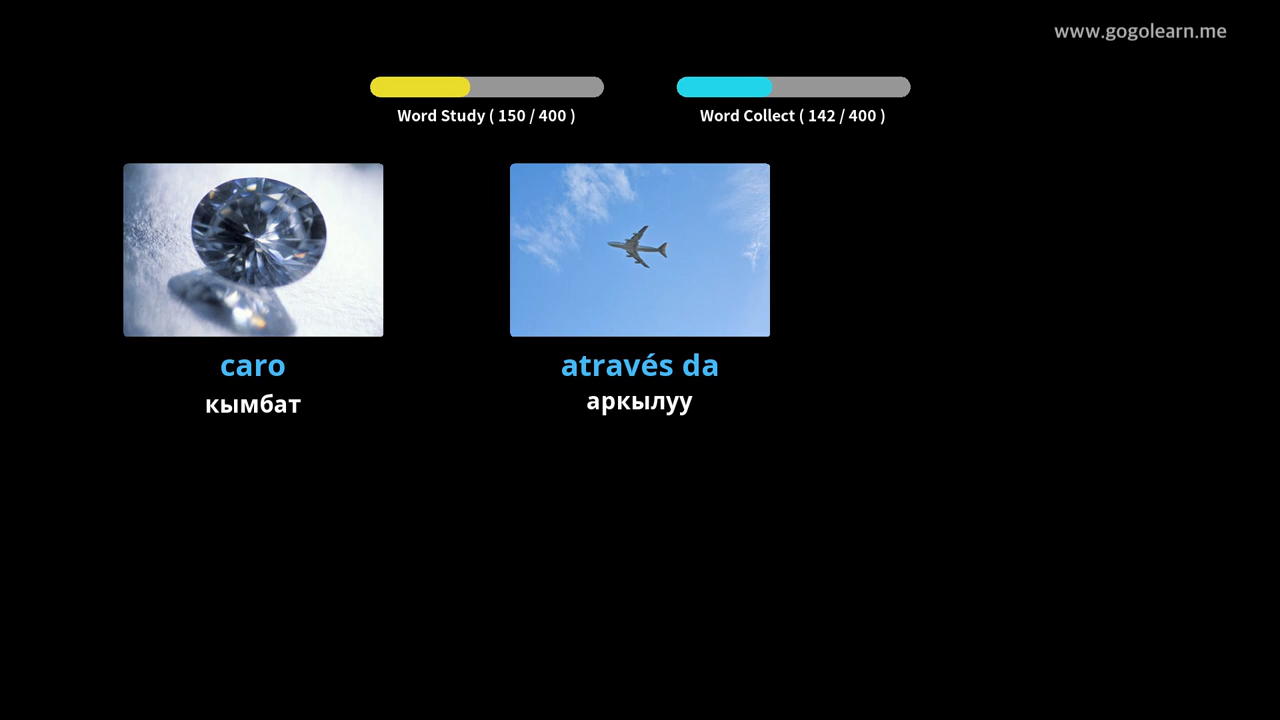 www.gogolearn.me
Word Study ( 150 / 400 )
Word Collect ( 142 / 400 )
caro
кымбат
através da
аркылуу